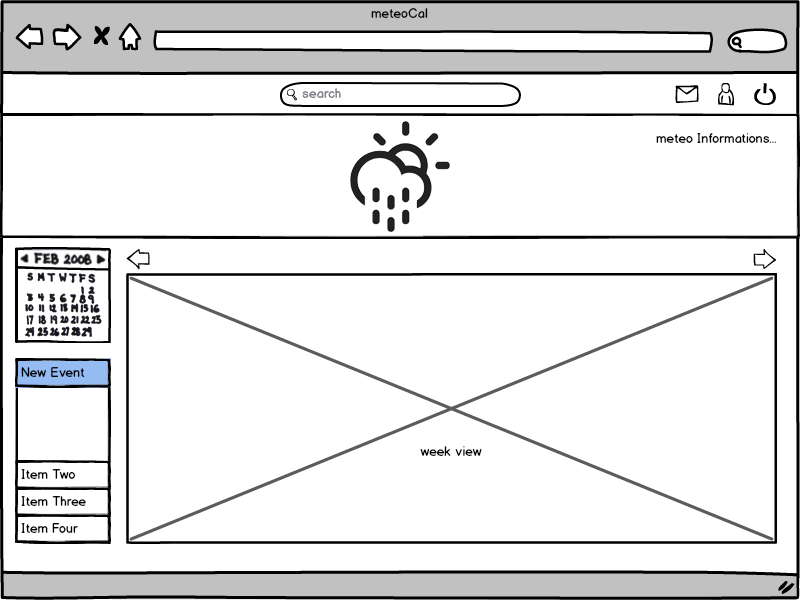 meteoCal
search
meteo Informations...
FEB 2008
S M T W T F S
1 2
3 4 5 6 7 8 9
10 11 12 13 14 15 16
17 18 19 20 21 22 23
24 25 26 27 28 29
New Event
Item Two
Item Three
Item Four
week view